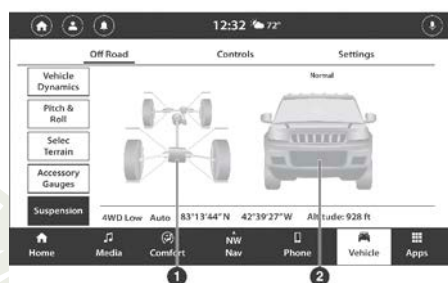 12:32 72°
Off Road Controls Settings
Vehicle
Dynamics
Pitch &
Roll
Selec
Terrain
Accessory
Gauges
Suspension
Normal
4WD Low Auto 83°13'44"N 42°39'27"W Altitude: 928 ft
NW
Home Media Comfort Nav Phone Vehicle Apps
1 2